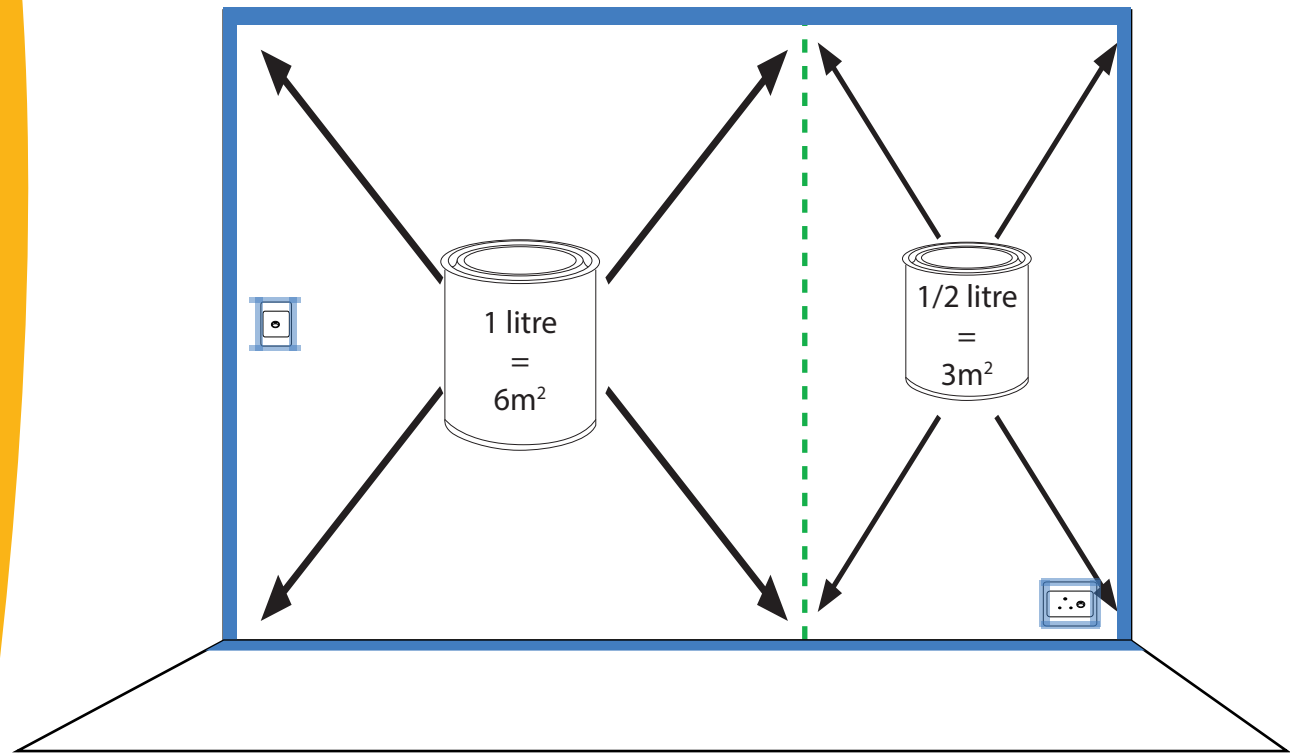 1 litre
=
6m²
1/2 litre
=
3m²